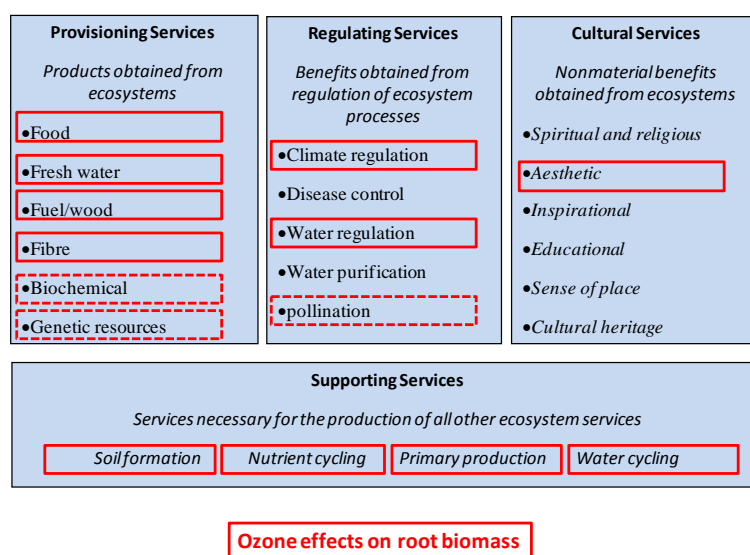 Provisioning Services
Products obtained from
ecosystems
•Food
•Fresh water
•Fuel/wood
•Fibre
•Biochemical
•Genetic resources
Regulating Services
Benefits obtained from
regulation of ecosystem
processes
•Climate regulation
•Disease control
•Water regulation
•Water purification
•pollination
Cultural Services
Nonmaterial benefits
obtained from ecosystems
•Spiritual and religious
•Aesthetic
•Inspirational
•Educational
•Sense of place
•Cultural heritage
Supporting Services
Services necessary for the production of all other ecosystem services
Soil formation Nutrient cycling Primary production Water cycling
Ozone effects on root biomass